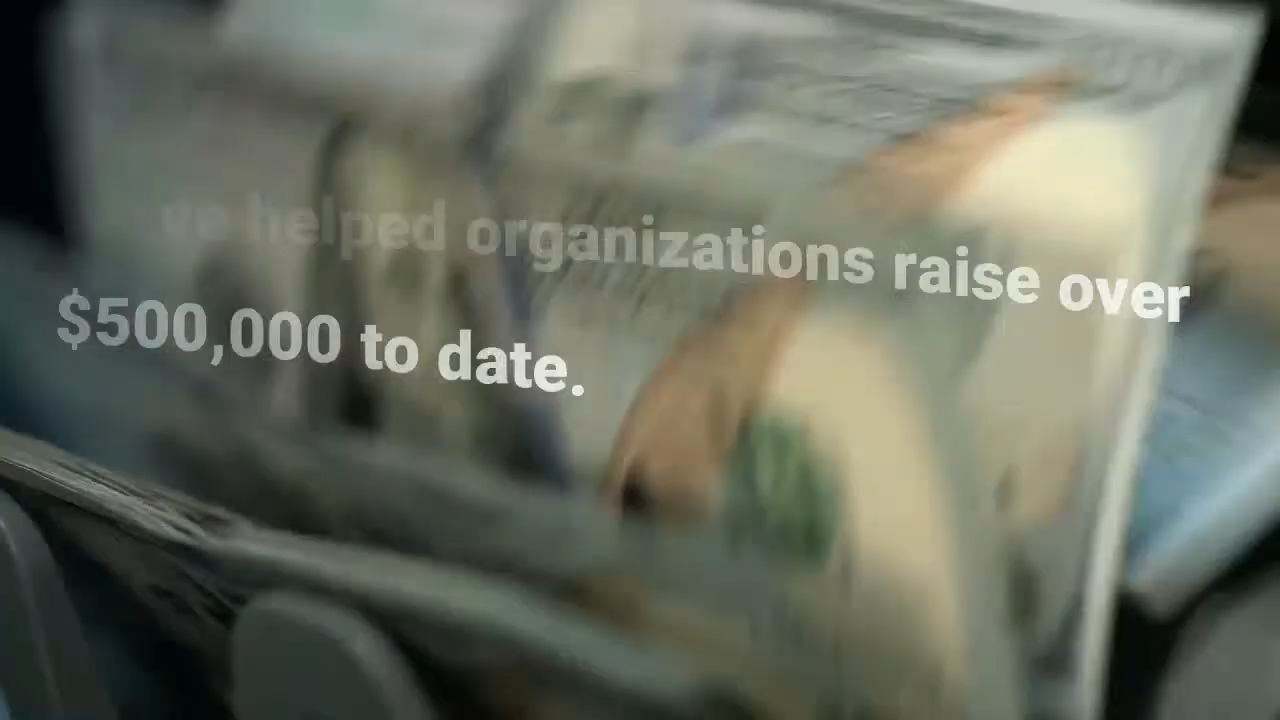 helped organizations raise over
$500,000 to date.